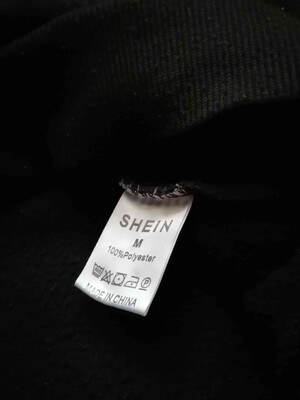 SHEIN
M
100%Polyester
MADE IN CHINA